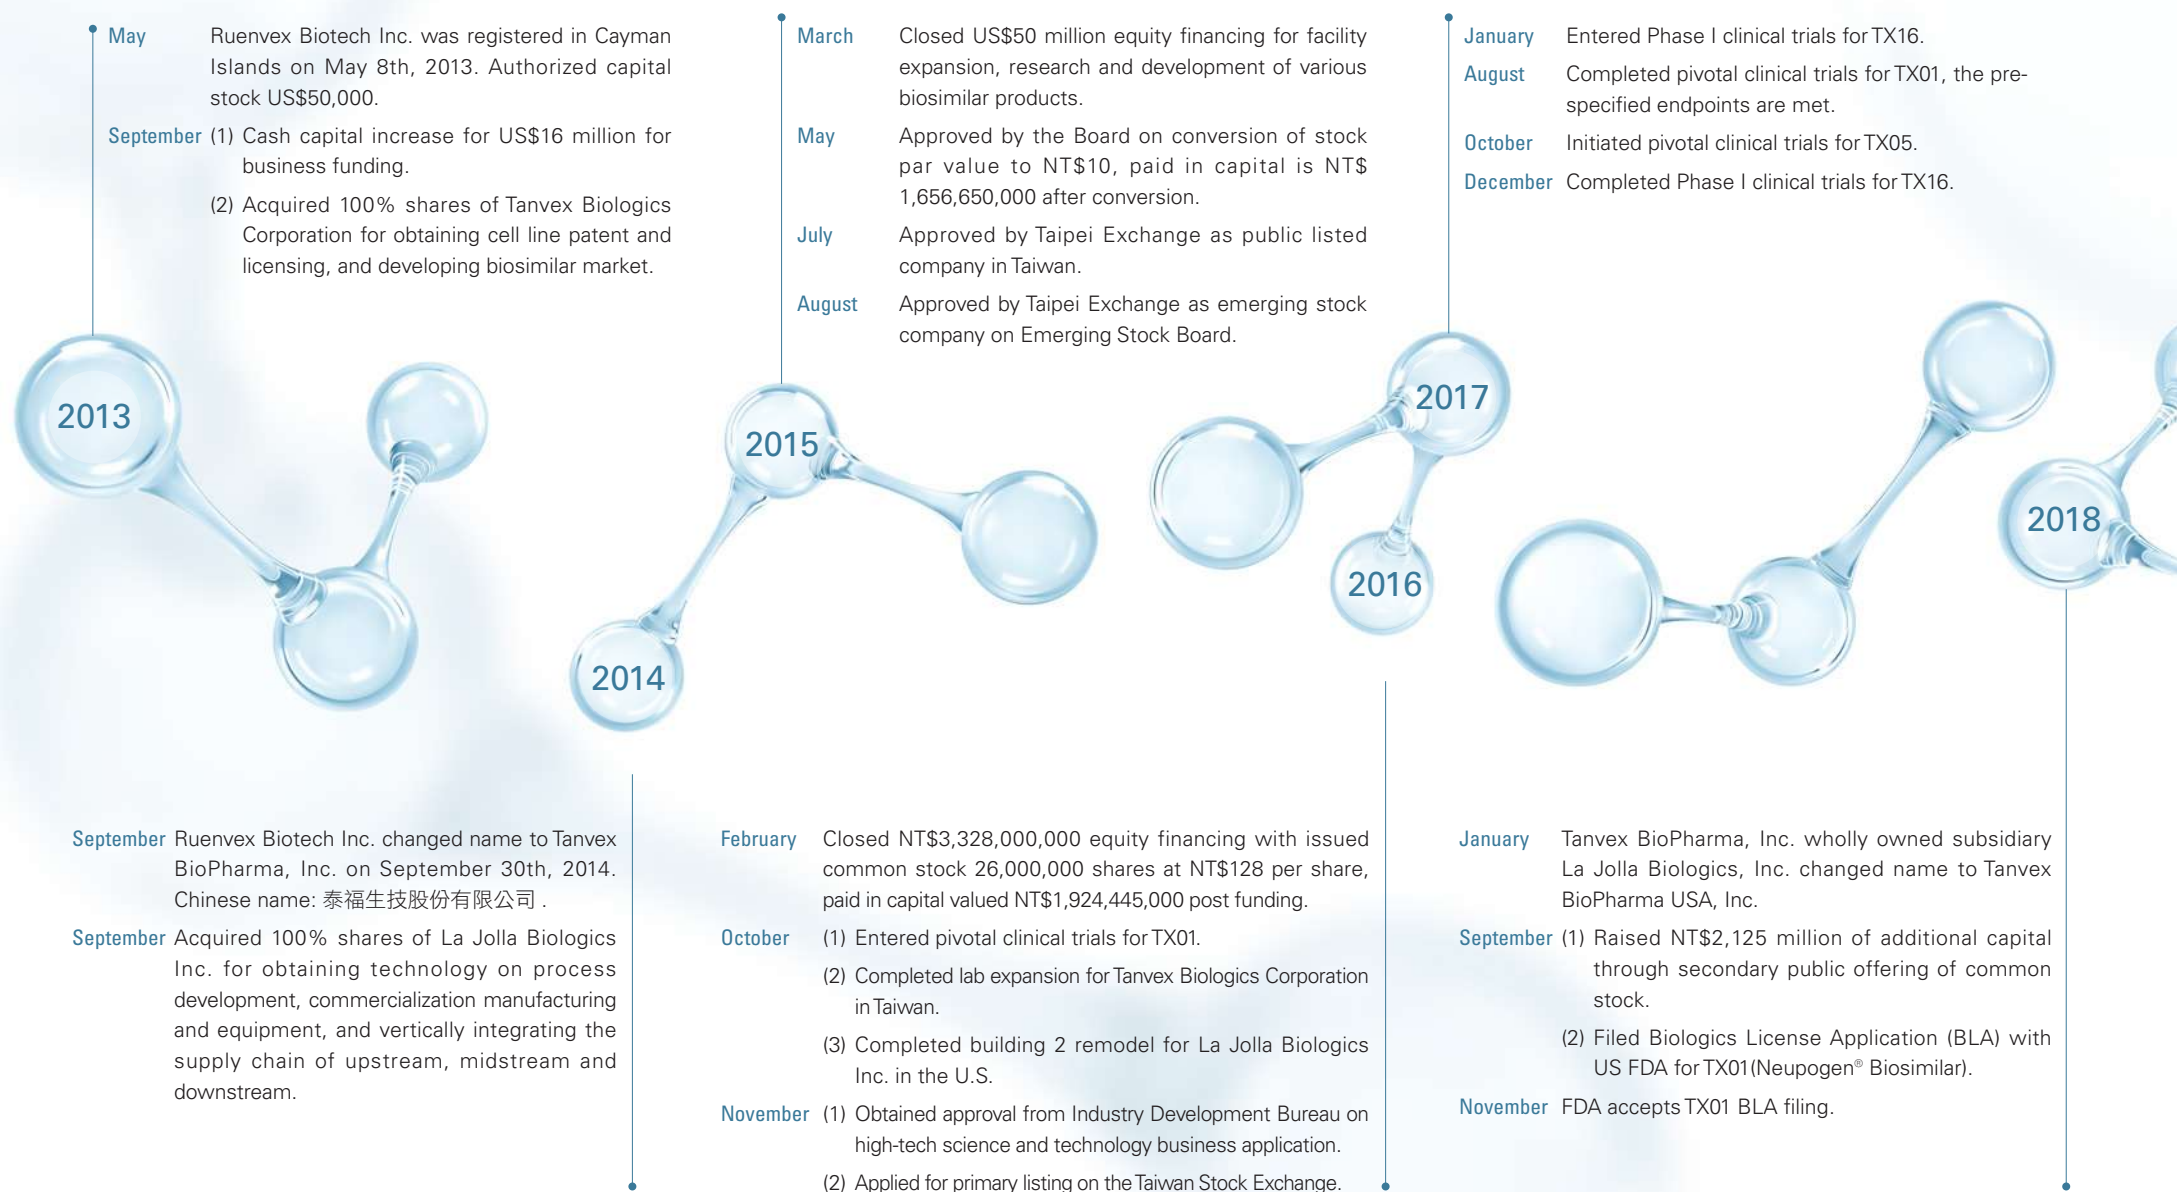 May Ruenvex Biotech Inc. was registered in Cayman
Islands on May 8th, 2013. Authorized capital
stock US$50,000.
September (1) Cash capital increase for US$16 million for
business funding.
(2) Acquired 100% shares of Tanvex Biologics
Corporation for obtaining cell line patent and
licensing, and developing biosimilar market.
2013
September Ruenvex Biotech Inc. changed name to Tanvex
BioPharma, Inc. on September 30th, 2014.
Chinese name: 泰福生技股份有限公司 .
September Acquired 100% shares of La Jolla Biologics
Inc. for obtaining technology on process
development, commercialization manufacturing
and equipment, and vertically integrating the
supply chain of upstream, midstream and
downstream.
2014
March Closed US$50 million equity financing for facility
expansion, research and development of various
biosimilar products.
May Approved by the Board on conversion of stock
par value to NT$10, paid in capital is NT$
1,656,650,000 after conversion.
July Approved by Taipei Exchange as public listed
company in Taiwan.
August Approved by Taipei Exchange as emerging stock
company on Emerging Stock Board.
2015
February Closed NT$3,328,000,000 equity financing with issued
common stock 26,000,000 shares at NT$128 per share,
paid in capital valued NT$1,924,445,000 post funding.
October (1) Entered pivotal clinical trials for TX01.
(2) Completed lab expansion for Tanvex Biologics Corporation
in Taiwan.
(3) Completed building 2 remodel for La Jolla Biologics
Inc. in the U.S.
November (1) Obtained approval from Industry Development Bureau on
high-tech science and technology business application.
(2) Applied for primary listing on the Taiwan Stock Exchange.
2016
January Entered Phase I clinical trials for TX16.
August Completed pivotal clinical trials for TX01, the pre-
specified endpoints are met.
October Initiated pivotal clinical trials for TX05.
December Completed Phase I clinical trials for TX16.
2017
January Tanvex BioPharma, Inc. wholly owned subsidiary
La Jolla Biologics, Inc. changed name to Tanvex
BioPharma USA, Inc.
September (1) Raised NT$2,125 million of additional capital
through secondary public offering of common
stock.
(2) Filed Biologics License Application (BLA) with
US FDA for TX01(Neupogen® Biosimilar).
November FDA accepts TX01 BLA filing.
2018